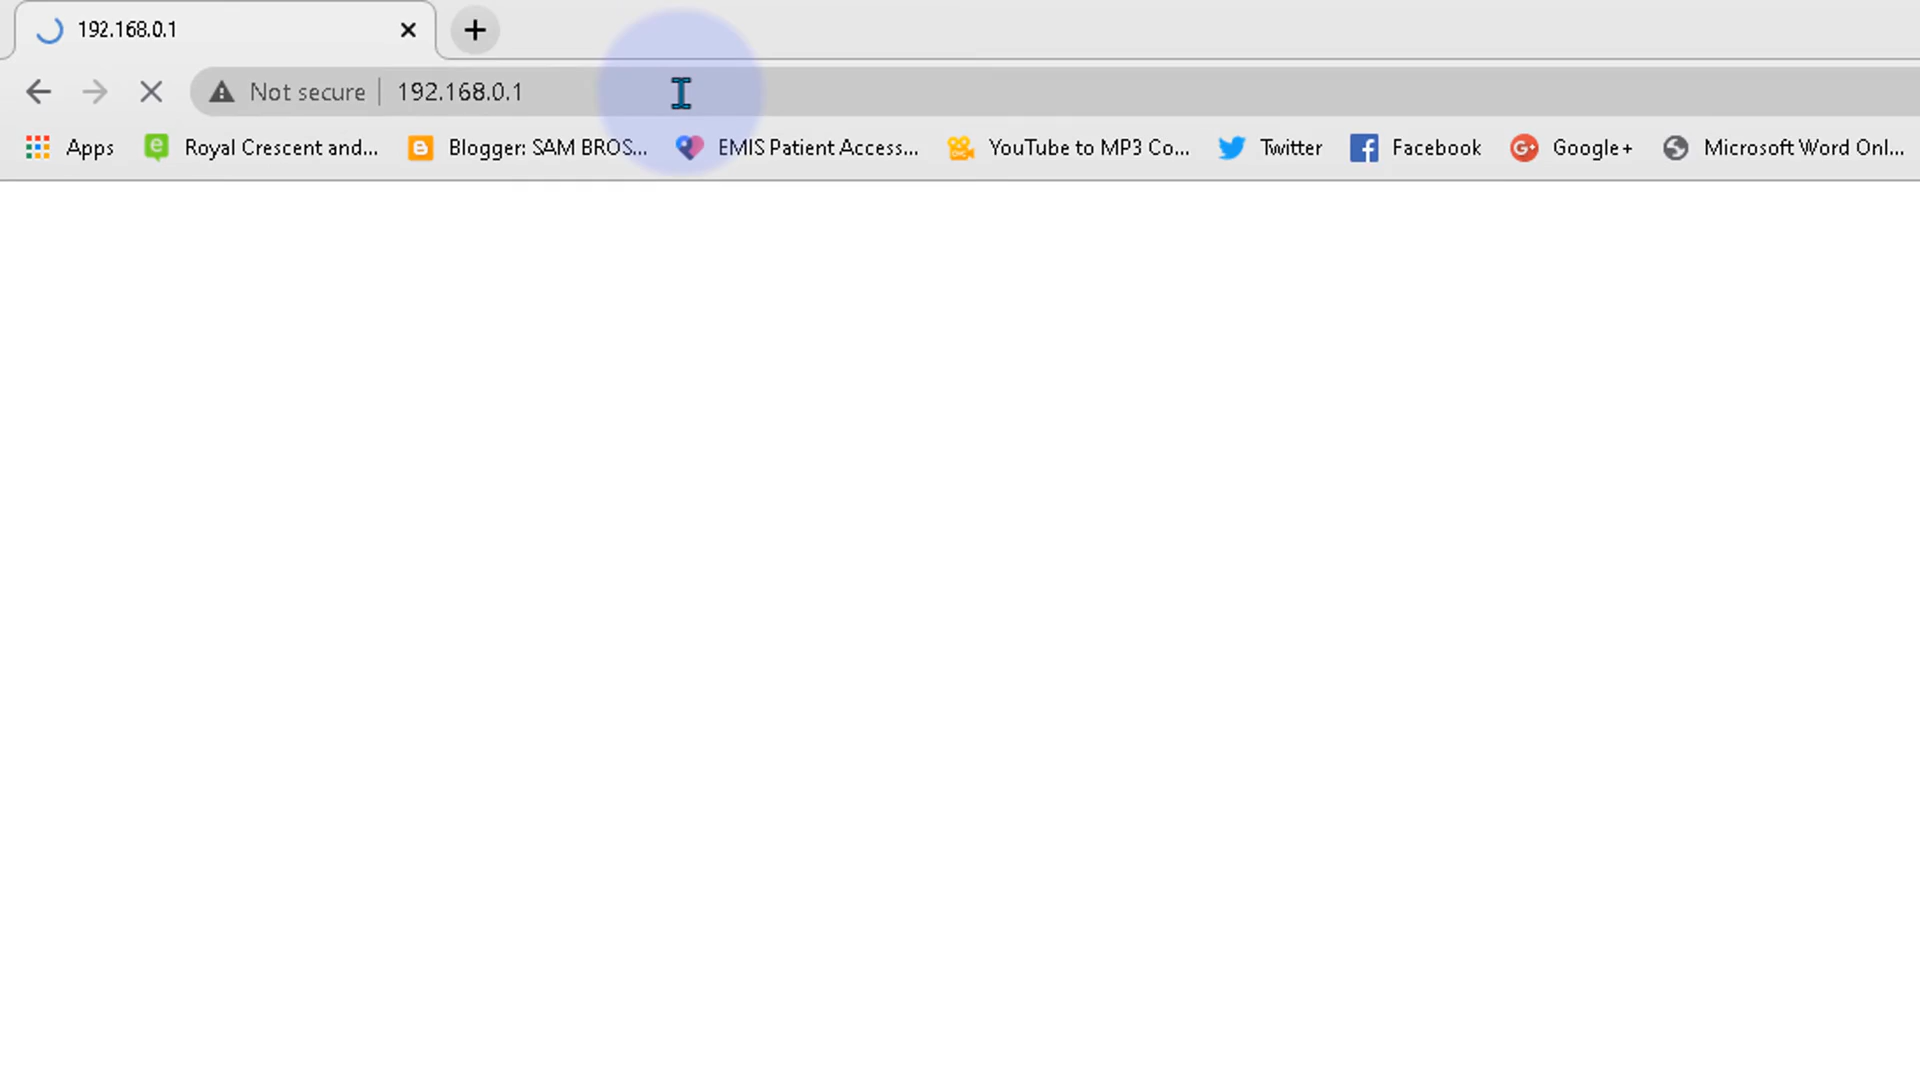 192.168.0.1
Not secure 192.168.0.1
Apps Royal Crescent and... Blogger: SAM BROS... EMIS Patient Access... YouTube to MP3 Co... Twitter Facebook Google+ Microsoft Word Onl...